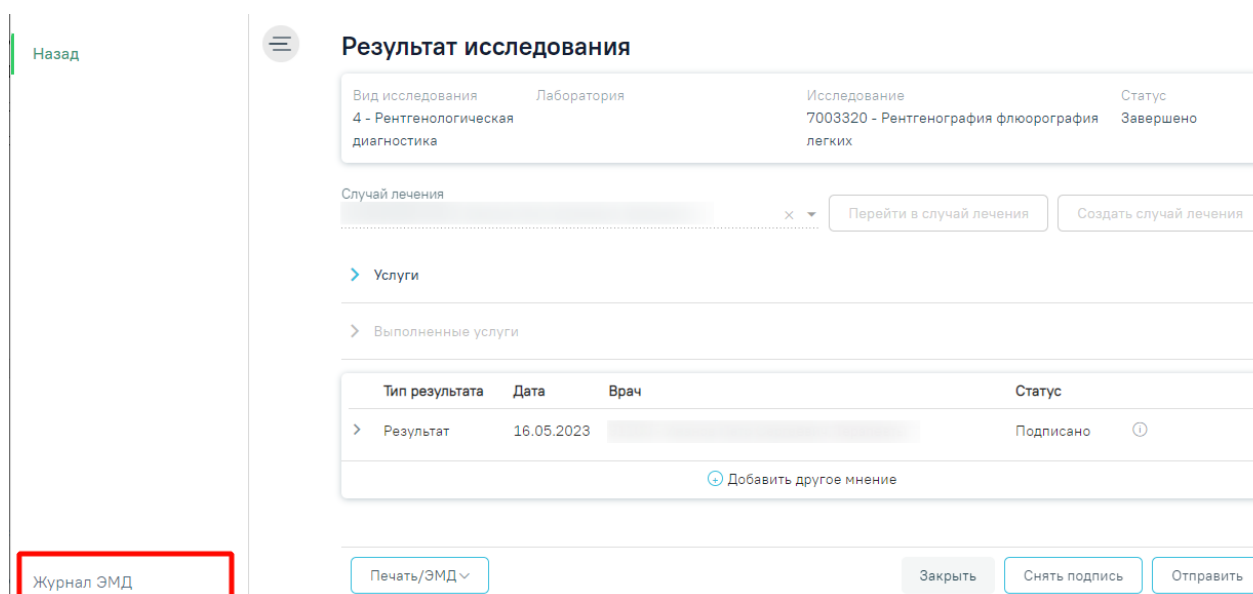 Назад
Результат исследования
Вид исследования Лаборатория Исследование Статус
4 - Рентгенологическая 7003320 - Рентгенография флюорография Завершено
диагностика легких
Случай лечения
Перейти в случай лечения Создать случай лечения
Услуги
Выполненные услуги
Тип результата Дата Врач Статус
Результат 16.05.2023 Подписано
Добавить другое мнение
Журнал ЭМД Печать/ЭМД Закрыть Снять подпись Отправить